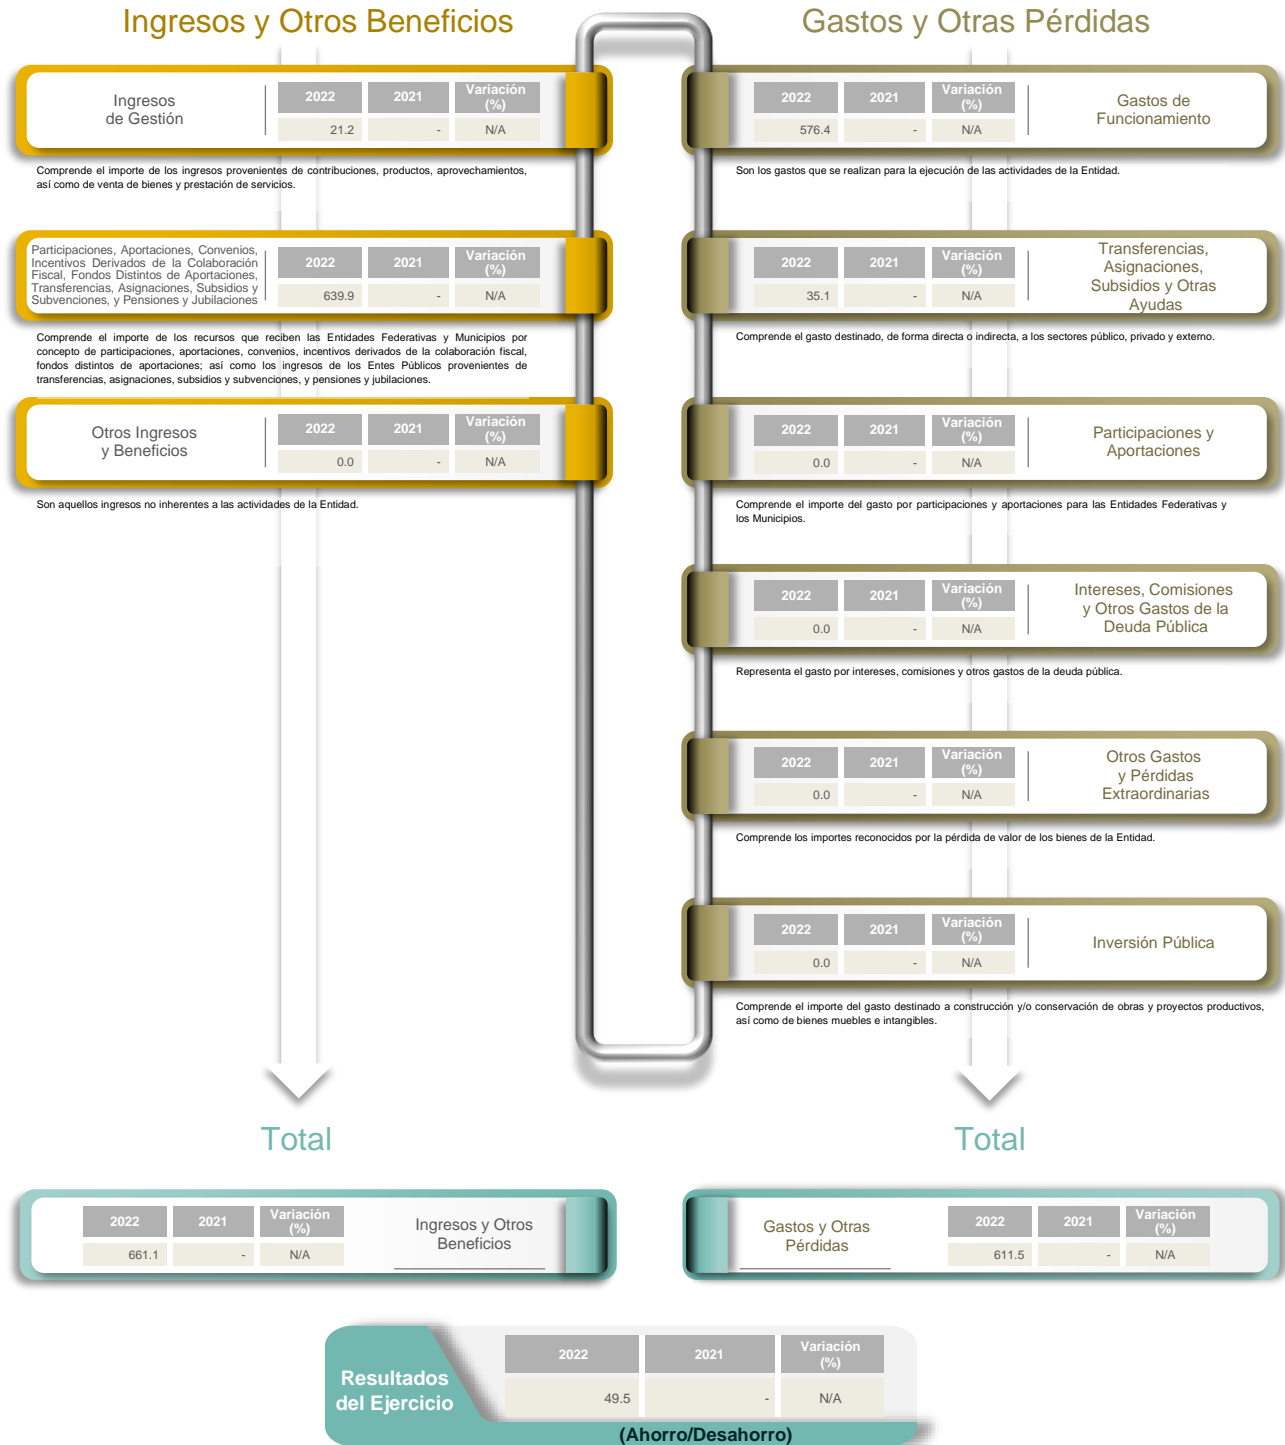 Ingresos y Otros Beneficios
Ingresos
de Gestión
2022 2021 Variación
(%)
21.2 - N/A
Comprende el importe de los ingresos provenientes de contribuciones, productos, aprovechamientos,
así como de venta de bienes y prestación de servicios.
Participaciones, Aportaciones, Convenios,
Incentivos Derivados de la Colaboración
Fiscal, Fondos Distintos de Aportaciones,
Transferencias, Asignaciones, Subsidios y
Subvenciones, y Pensiones y Jubilaciones
2022 2021 Variación
(%)
639.9 - N/A
Comprende el importe de los recursos que reciben las Entidades Federativas y Municipios por
concepto de participaciones, aportaciones, convenios, incentivos derivados de la colaboración fiscal,
fondos distintos de aportaciones; así como los ingresos de los Entes Públicos provenientes de
transferencias, asignaciones, subsidios y subvenciones, y pensiones y jubilaciones.
Otros Ingresos
y Beneficios
2022 2021 Variación
(%)
0.0 - N/A
Son aquellos ingresos no inherentes a las actividades de la Entidad.
Total
2022 2021 Variación
(%)
661.1 - N/A
Ingresos y Otros
Beneficios
Gastos y Otras Pérdidas
2022 2021 Variación
(%)
576.4 - N/A
Gastos de
Funcionamiento
Son los gastos que se realizan para la ejecución de las actividades de la Entidad.
2022 2021 Variación
(%)
35.1 - N/A
Transferencias,
Asignaciones,
Subsidios y Otras
Ayudas
Comprende el gasto destinado, de forma directa o indirecta, a los sectores público, privado y externo.
2022 2021 Variación
(%)
0.0 - N/A
Participaciones y
Aportaciones
Comprende el importe del gasto por participaciones y aportaciones para las Entidades Federativas y
los Municipios.
2022 2021 Variación
(%)
0.0 - N/A
Intereses, Comisiones
y Otros Gastos de la
Deuda Pública
Representa el gasto por intereses, comisiones y otros gastos de la deuda pública.
2022 2021 Variación
(%)
0.0 - N/A
Otros Gastos
y Pérdidas
Extraordinarias
Comprende los importes reconocidos por la pérdida de valor de los bienes de la Entidad.
2022 2021 Variación
(%)
0.0 - N/A
Inversión Pública
Comprende el importe del gasto destinado a construcción y/o conservación de obras y proyectos productivos,
así como de bienes muebles e intangibles.
Total
Gastos y Otras
Pérdidas
2022 2021 Variación
(%)
611.5 - N/A
Resultados
del Ejercicio
2022 2021 Variación
(%)
49.5 - N/A
(Ahorro/Desahorro)